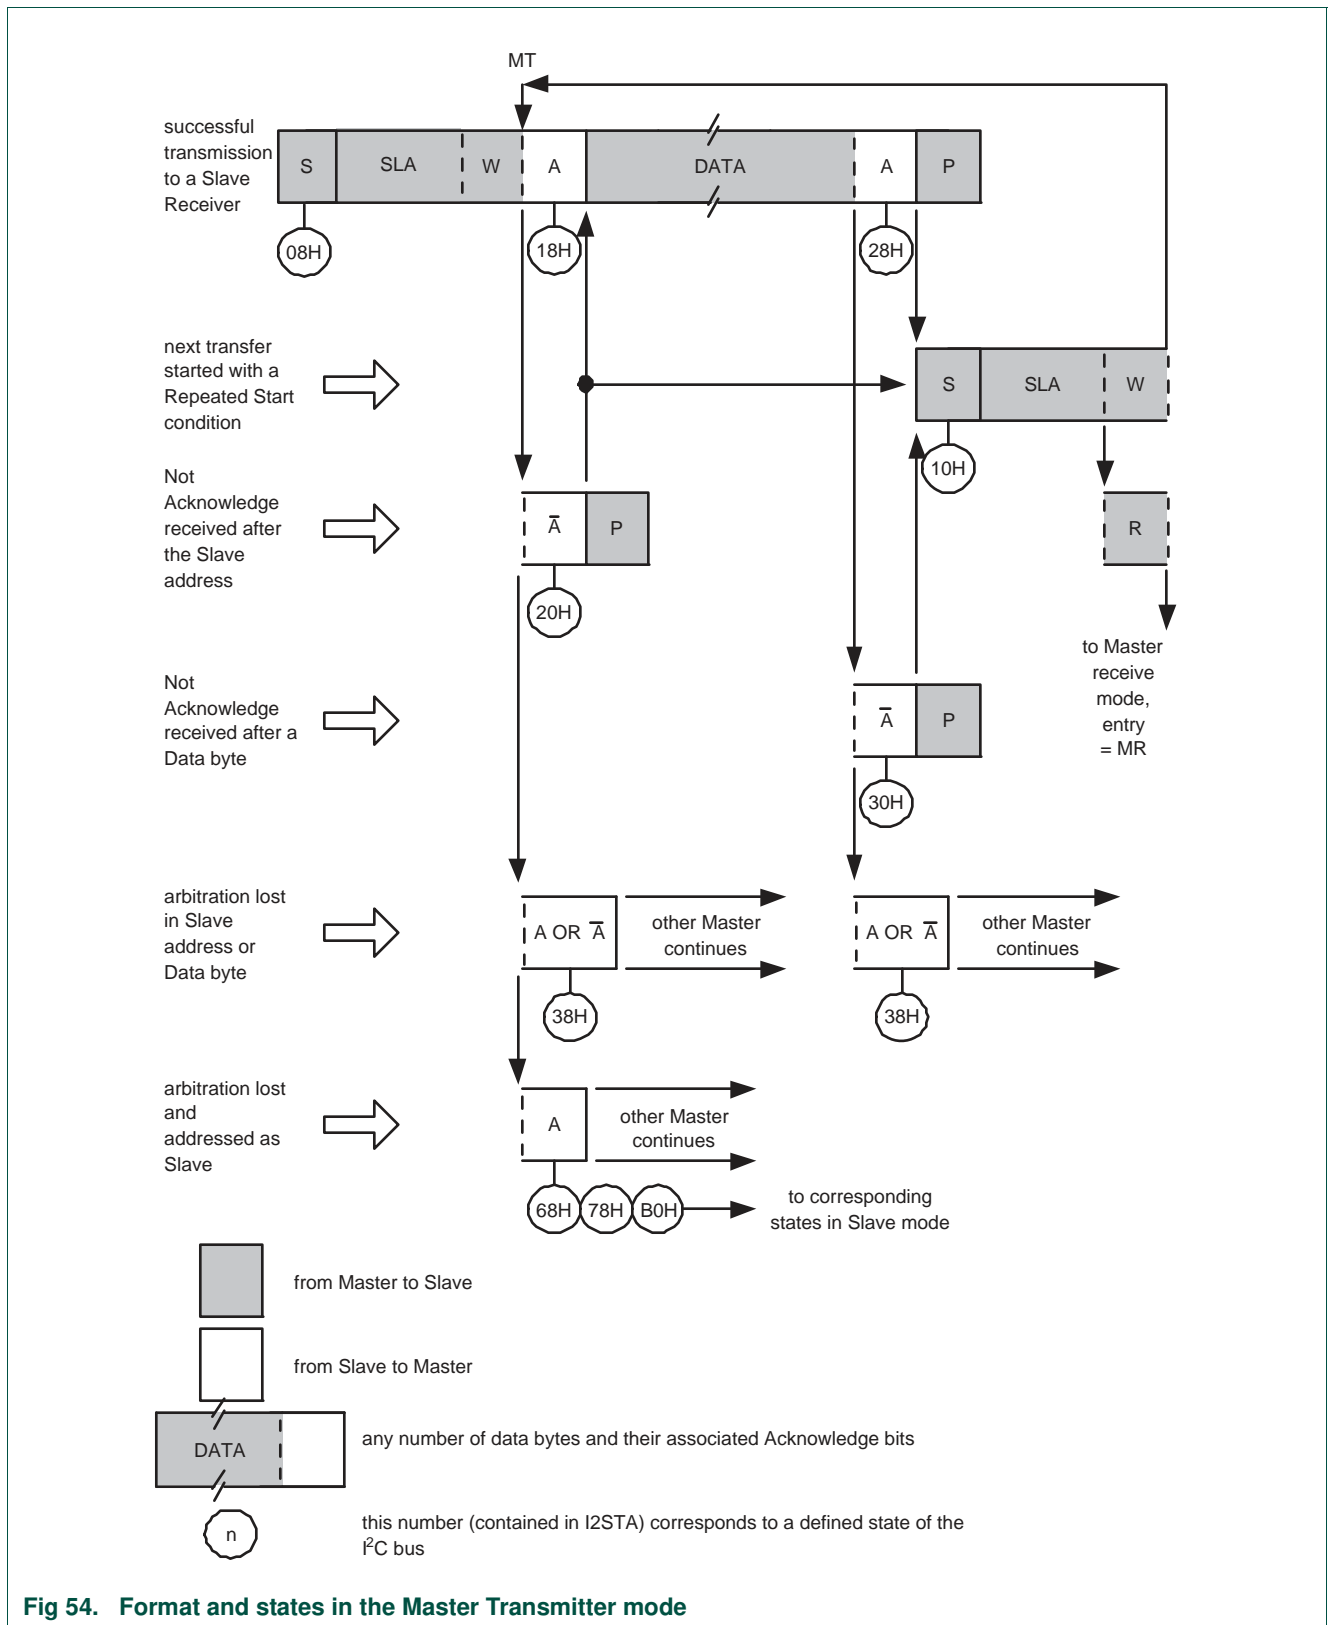 MT
successful
transmission
to a Slave
Receiver
S SLA W A DATA A P
08H 18H 28H
next transfer
started with a
Repeated Start
condition
S SLA W
10H
Not
Acknowledge
received after
the Slave
address
A̅ P
R
20H
to Master
receive
mode,
entry
= MR
Not
Acknowledge
received after a
Data byte
A̅ P
30H
arbitration lost
in Slave
address or
Data byte
A OR A̅
other Master
continues
A OR A̅
other Master
continues
38H 38H
arbitration lost
and
addressed as
Slave
A
other Master
continues
68H 78H B0H
to corresponding
states in Slave mode
from Master to Slave
from Slave to Master
DATA
any number of data bytes and their associated Acknowledge bits
n
this number (contained in I2STA) corresponds to a defined state of the
I²C bus
Fig 54. Format and states in the Master Transmitter mode